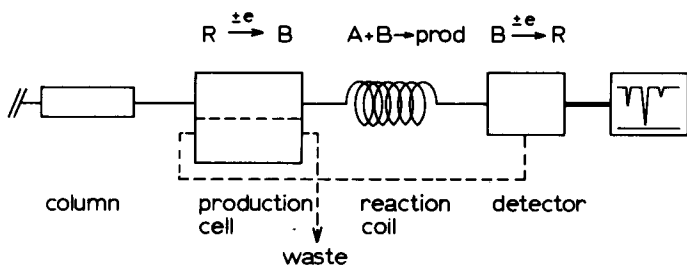 R ±e → B
A+B→prod
B ±e → R
column
production cell
reaction coil
detector
waste